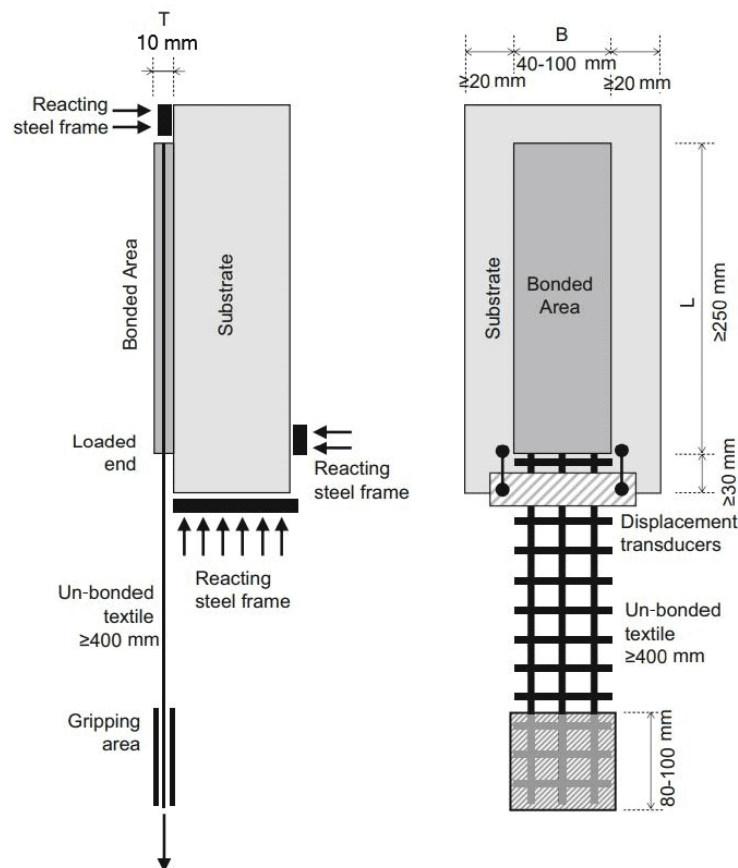 T
10 mm
Reacting
steel frame
Bonded Area
Substrate
Loaded
end
Reacting
steel frame
Reacting
steel frame
Un-bonded
textile
≥400 mm
Gripping
area
B
40-100 mm
≥20 mm
≥20 mm
Substrate
Bonded
Area
L
≥250 mm
≥30 mm
Displacement
transducers
Un-bonded
textile
≥400 mm
80-100 mm